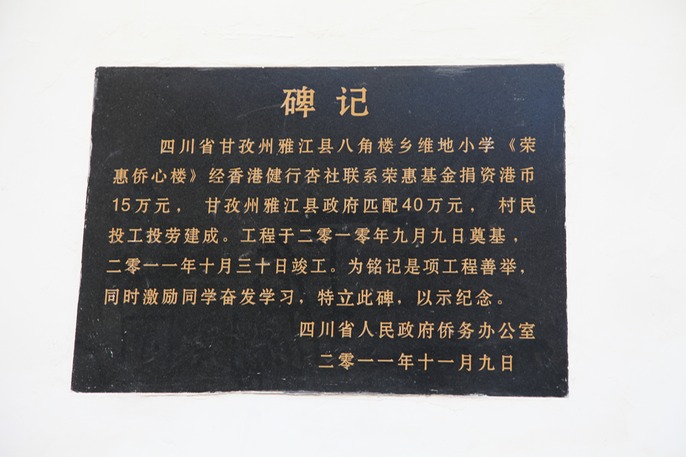 碑记
四川省甘孜州雅江县八角楼乡维地小学《荣
惠侨心楼》经香港健行杏社联系荣惠基金捐资港币
15万元，甘孜州雅江县政府匹配40万元，村民
投工投劳建成。工程于二零一零年九月九日奠基，
二零一一年十月三十日竣工。为铭记是项工程善举，
同时激励同学奋发学习，特立此碑，以示纪念。
四川省人民政府侨务办公室
二零一一年十一月九日